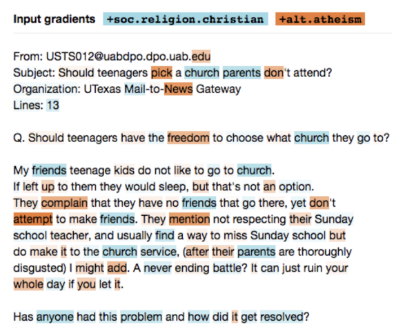 Input gradients +soc.religion.christian +alt.atheism
From: USTS012@uabdpo.dpo.uab.edu
Subject: Should teenagers pick a church parents don't attend?
Organization: UTexas Mail-to-News Gateway
Lines: 13
Q. Should teenagers have the freedom to choose what church they go to?
My friends teenage kids do not like to go to church.
If left up to them they would sleep, but that's not an option.
They complain that they have no friends that go there, yet don't
attempt to make friends. They mention not respecting their Sunday
school teacher, and usually find a way to miss Sunday school but
do make it to the church service, (after their parents are thoroughly
disgusted) I might add. A never ending battle? It can just ruin your
whole day if you let it.
Has anyone had this problem and how did it get resolved?